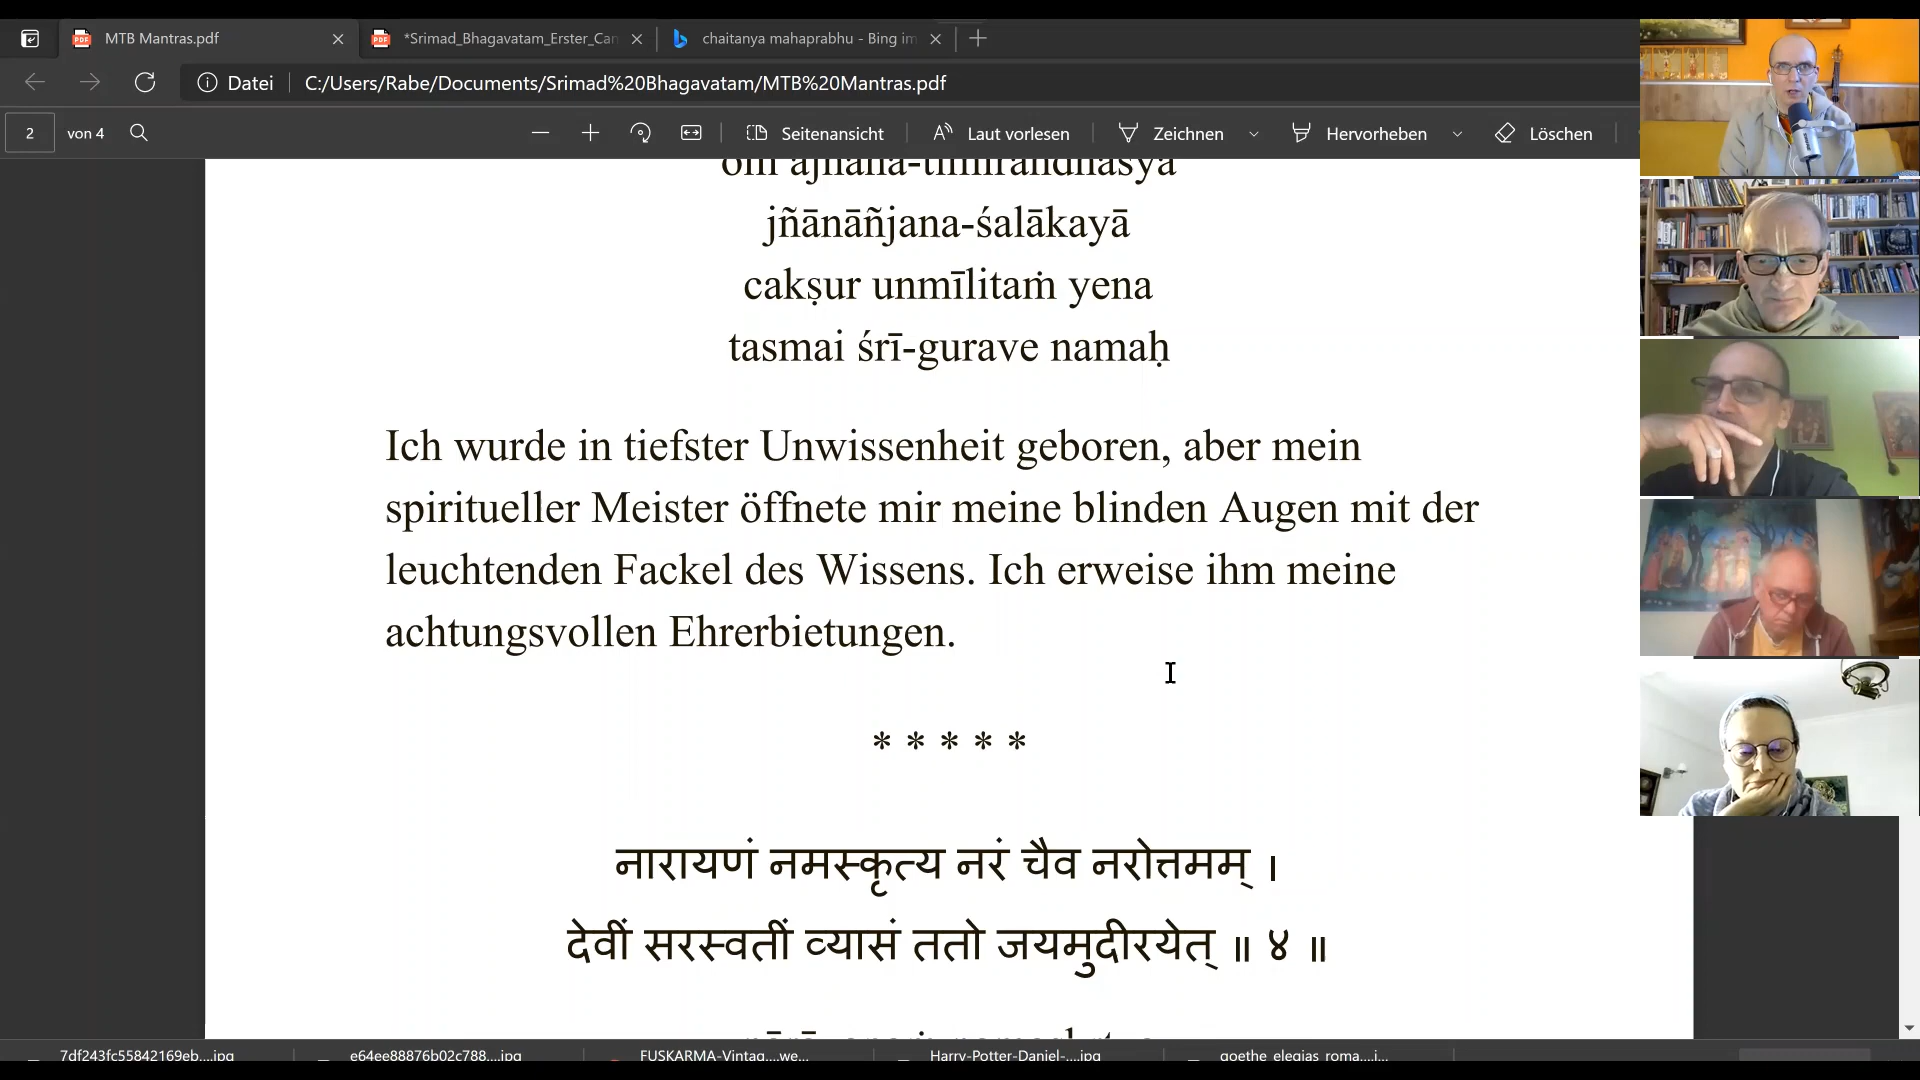 MTB Mantras.pdf
*Srimad_Bhagavatam_Erster_Can
chaitanya mahaprabhu - Bing im
Datei
C:/Users/Rabe/Documents/Srimad%20Bhagavatam/MTB%20Mantras.pdf
2 von 4
Seitenansicht
Laut vorlesen
Zeichnen
Hervorheben
Löschen
oṁ ajñāna-timirāndhasya
jñānāñjana-śalākayā
cakṣur unmīlitaṁ yena
tasmai śrī-gurave namaḥ
Ich wurde in tiefster Unwissenheit geboren, aber mein
spiritueller Meister öffnete mir meine blinden Augen mit der
leuchtenden Fackel des Wissens. Ich erweise ihm meine
achtungsvollen Ehrerbietungen.
* * * * *
नारायणं नमस्कृत्य नरं चैव नरोत्तमम् ।
देवीं सरस्वतीं व्यासं ततो जयमुदीरयेत् ॥ ४ ॥
7df243fc55842169eb....jpg
e64ee88876b02c788....jpg
FUSKARMA-Vintag....we...
Harry-Potter-Daniel-....jpg
goethe_elegias_roma....j...